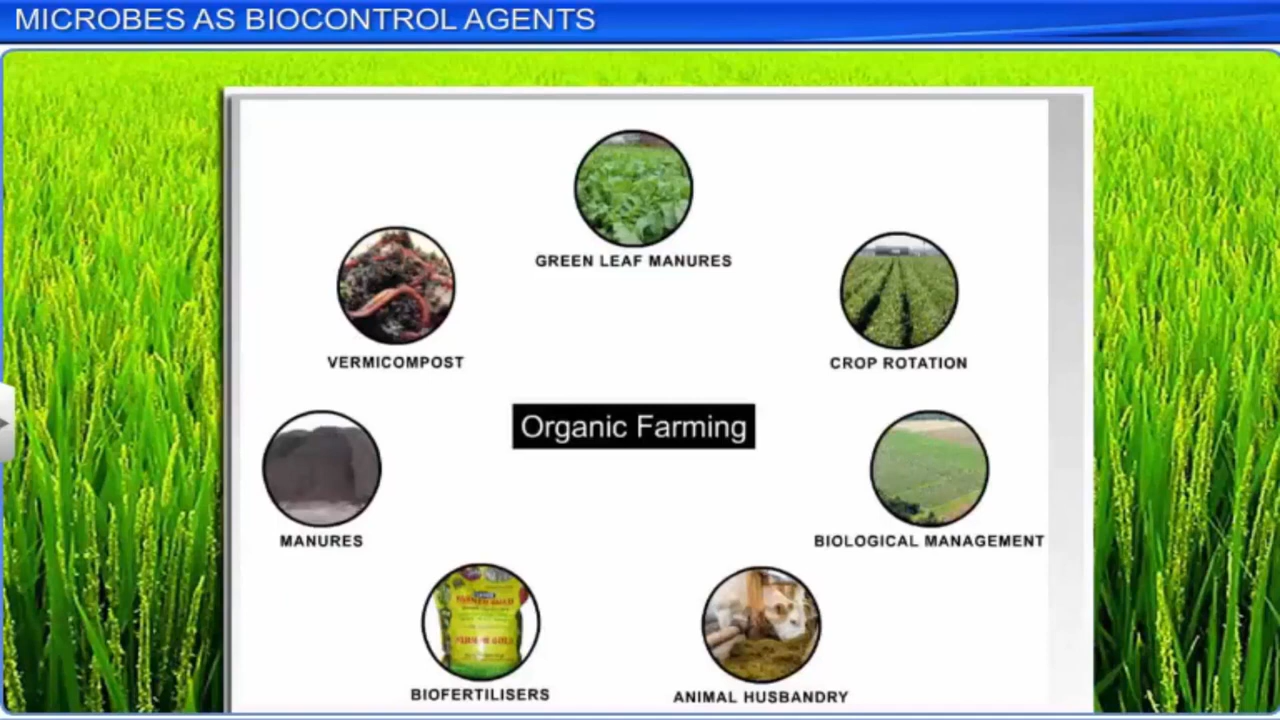 MICROBES AS BIOCONTROL AGENTS
GREEN LEAF MANURES
VERMICOMPOST
CROP ROTATION
Organic Farming
MANURES
BIOLOGICAL MANAGEMENT
BIOFERTILISERS
ANIMAL HUSBANDRY